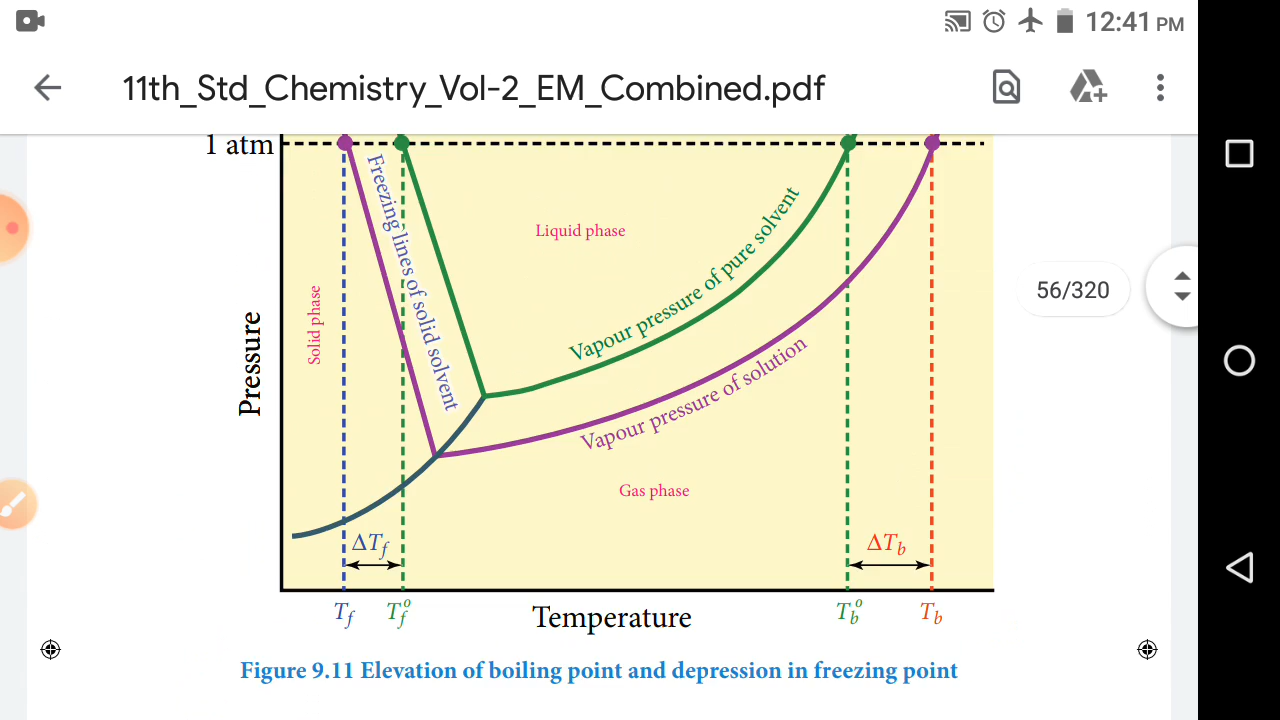 12:41 PM
11th_Std_Chemistry_Vol-2_EM_Combined.pdf
1 atm
Freezing lines of solid solvent
Liquid phase
Vapour pressure of pure solvent
Solid phase
56/320
Pressure
Vapour pressure of solution
Gas phase
ΔTf
ΔTb
Tf
Tf°
Temperature
Tb°
Tb
Figure 9.11 Elevation of boiling point and depression in freezing point